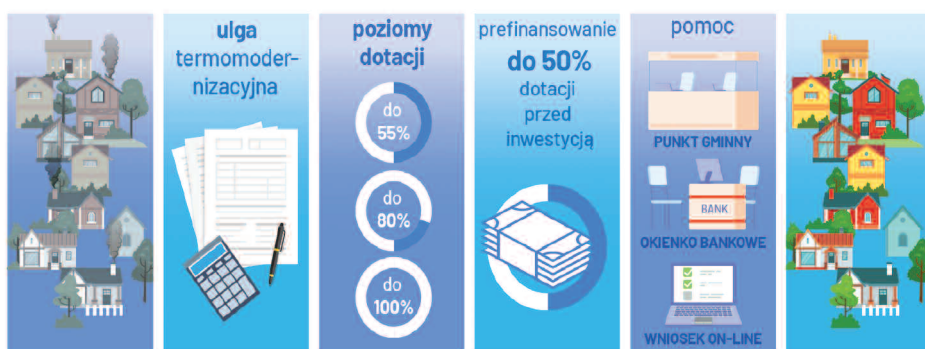 ulga
termomoder-
nizacyjna
poziomy
dotacji
do
55%
do
80%
do
100%
prefinansowanie
do 50%
dotacji
przed
inwestycją
pomoc
PUNKT GMINNY
BANK
OKIENKO BANKOWE
WNIOSEK ON-LINE